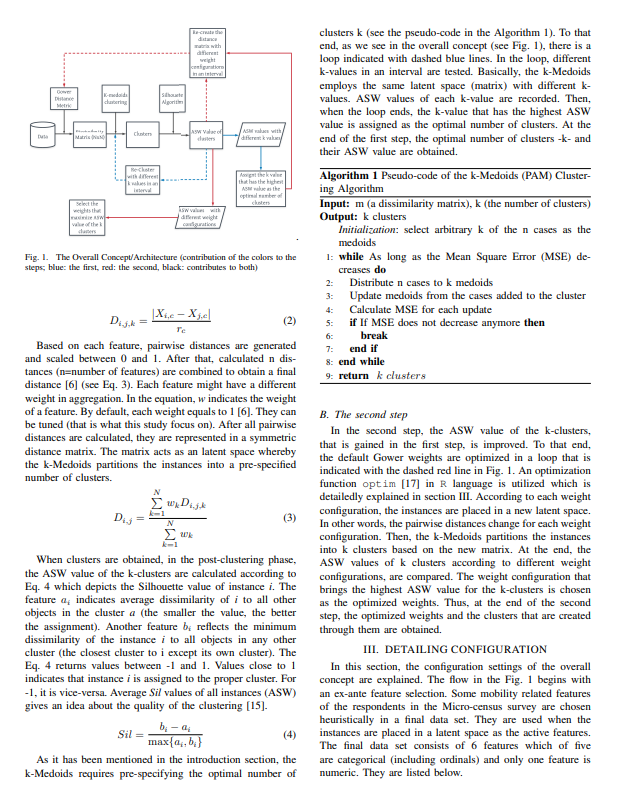 Re-create the
distance
matrix with
different
weight
configurations
in an interval
Gower
Distance
Metric
K-medoids
clustering
Silhouette
Algorithm
Data
Matrix (NxN)
Clusters
ASW Value of
Clusters
ASW values with
different k values
Re-Cluster
with different
k values in an
interval
Assign the k value
that has the highest
ASW value as the
optimal number of
clusters
Select the
weights that
maximize ASW
value of the k
clusters
ASW values with
different weight
configurations
Fig. 1. The Overall Concept/Architecture (contribution of the colors to the
steps; blue: the first, red: the second, black: contributes to both)
D_{i,j,k} = |X_{i,c} − X_{j,c}| / r_c (2)
Based on each feature, pairwise distances are generated
and scaled between 0 and 1. After that, calculated n dis-
tances (n=number of features) are combined to obtain a final
distance [6] (see Eq. 3). Each feature might have a different
weight in aggregation. In the equation, w indicates the weight
of a feature. By default, each weight equals to 1 [6]. They can
be tuned (that is what this study focus on). After all pairwise
distances are calculated, they are represented in a symmetric
distance matrix. The matrix acts as an latent space whereby
the k-Medoids partitions the instances into a pre-specified
number of clusters.
D_{i,j} = ∑_{k=1}^{N} w_k D_{i,j,k} / ∑_{k=1}^{N} w_k (3)
When clusters are obtained, in the post-clustering phase,
the ASW value of the k-clusters are calculated according to
Eq. 4 which depicts the Silhouette value of instance i. The
feature a_i indicates average dissimilarity of i to all other
objects in the cluster a (the smaller the value, the better
the assignment). Another feature b_i reflects the minimum
dissimilarity of the instance i to all objects in any other
cluster (the closest cluster to i except its own cluster). The
Eq. 4 returns values between -1 and 1. Values close to 1
indicates that instance i is assigned to the proper cluster. For
-1, it is vice-versa. Average Sil values of all instances (ASW)
gives an idea about the quality of the clustering [15].
Sil = b_i − a_i / max{a_i, b_i} (4)
As it has been mentioned in the introduction section, the
k-Medoids requires pre-specifying the optimal number of
clusters k (see the pseudo-code in the Algorithm 1). To that
end, as we see in the overall concept (see Fig. 1), there is a
loop indicated with dashed blue lines. In the loop, different
k-values in an interval are tested. Basically, the k-Medoids
employs the same latent space (matrix) with different k-
values. ASW values of each k-value are recorded. Then,
when the loop ends, the k-value that has the highest ASW
value is assigned as the optimal number of clusters. At the
end of the first step, the optimal number of clusters -k- and
their ASW value are obtained.
Algorithm 1 Pseudo-code of the k-Medoids (PAM) Cluster-
ing Algorithm
Input: m (a dissimilarity matrix), k (the number of clusters)
Output: k clusters
Initialization: select arbitrary k of the n cases as the
medoids
1: while As long as the Mean Square Error (MSE) de-
creases do
2: Distribute n cases to k medoids
3: Update medoids from the cases added to the cluster
4: Calculate MSE for each update
5: if If MSE does not decrease anymore then
6: break
7: end if
8: end while
9: return k clusters
B. The second step
In the second step, the ASW value of the k-clusters,
that is gained in the first step, is improved. To that end,
the default Gower weights are optimized in a loop that is
indicated with the dashed red line in Fig. 1. An optimization
function optim [17] in R language is utilized which is
detailedly explained in section III. According to each weight
configuration, the instances are placed in a new latent space.
In other words, the pairwise distances change for each weight
configuration. Then, the k-Medoids partitions the instances
into k clusters based on the new matrix. At the end, the
ASW values of k clusters according to different weight
configurations, are compared. The weight configuration that
brings the highest ASW value for the k-clusters is chosen
as the optimized weights. Thus, at the end of the second
step, the optimized weights and the clusters that are created
through them are obtained.
III. DETAILING CONFIGURATION
In this section, the configuration settings of the overall
concept are explained. The flow in the Fig. 1 begins with
an ex-ante feature selection. Some mobility related features
of the respondents in the Micro-census survey are chosen
heuristically in a final data set. They are used when the
instances are placed in a latent space as the active features.
The final data set consists of 6 features which of five
are categorical (including ordinals) and only one feature is
numeric. They are listed below.